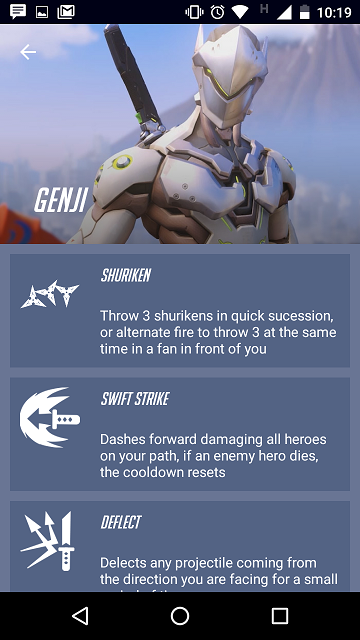 H
10:19
GENJI
SHURIKEN
Throw 3 shurikens in quick sucession,
or alternate fire to throw 3 at the same
time in a fan in front of you
SWIFT STRIKE
Dashes forward damaging all heroes
on your path, if an enemy hero dies,
the cooldown resets
DEFLECT
Delects any projectile coming from
the direction you are facing for a small